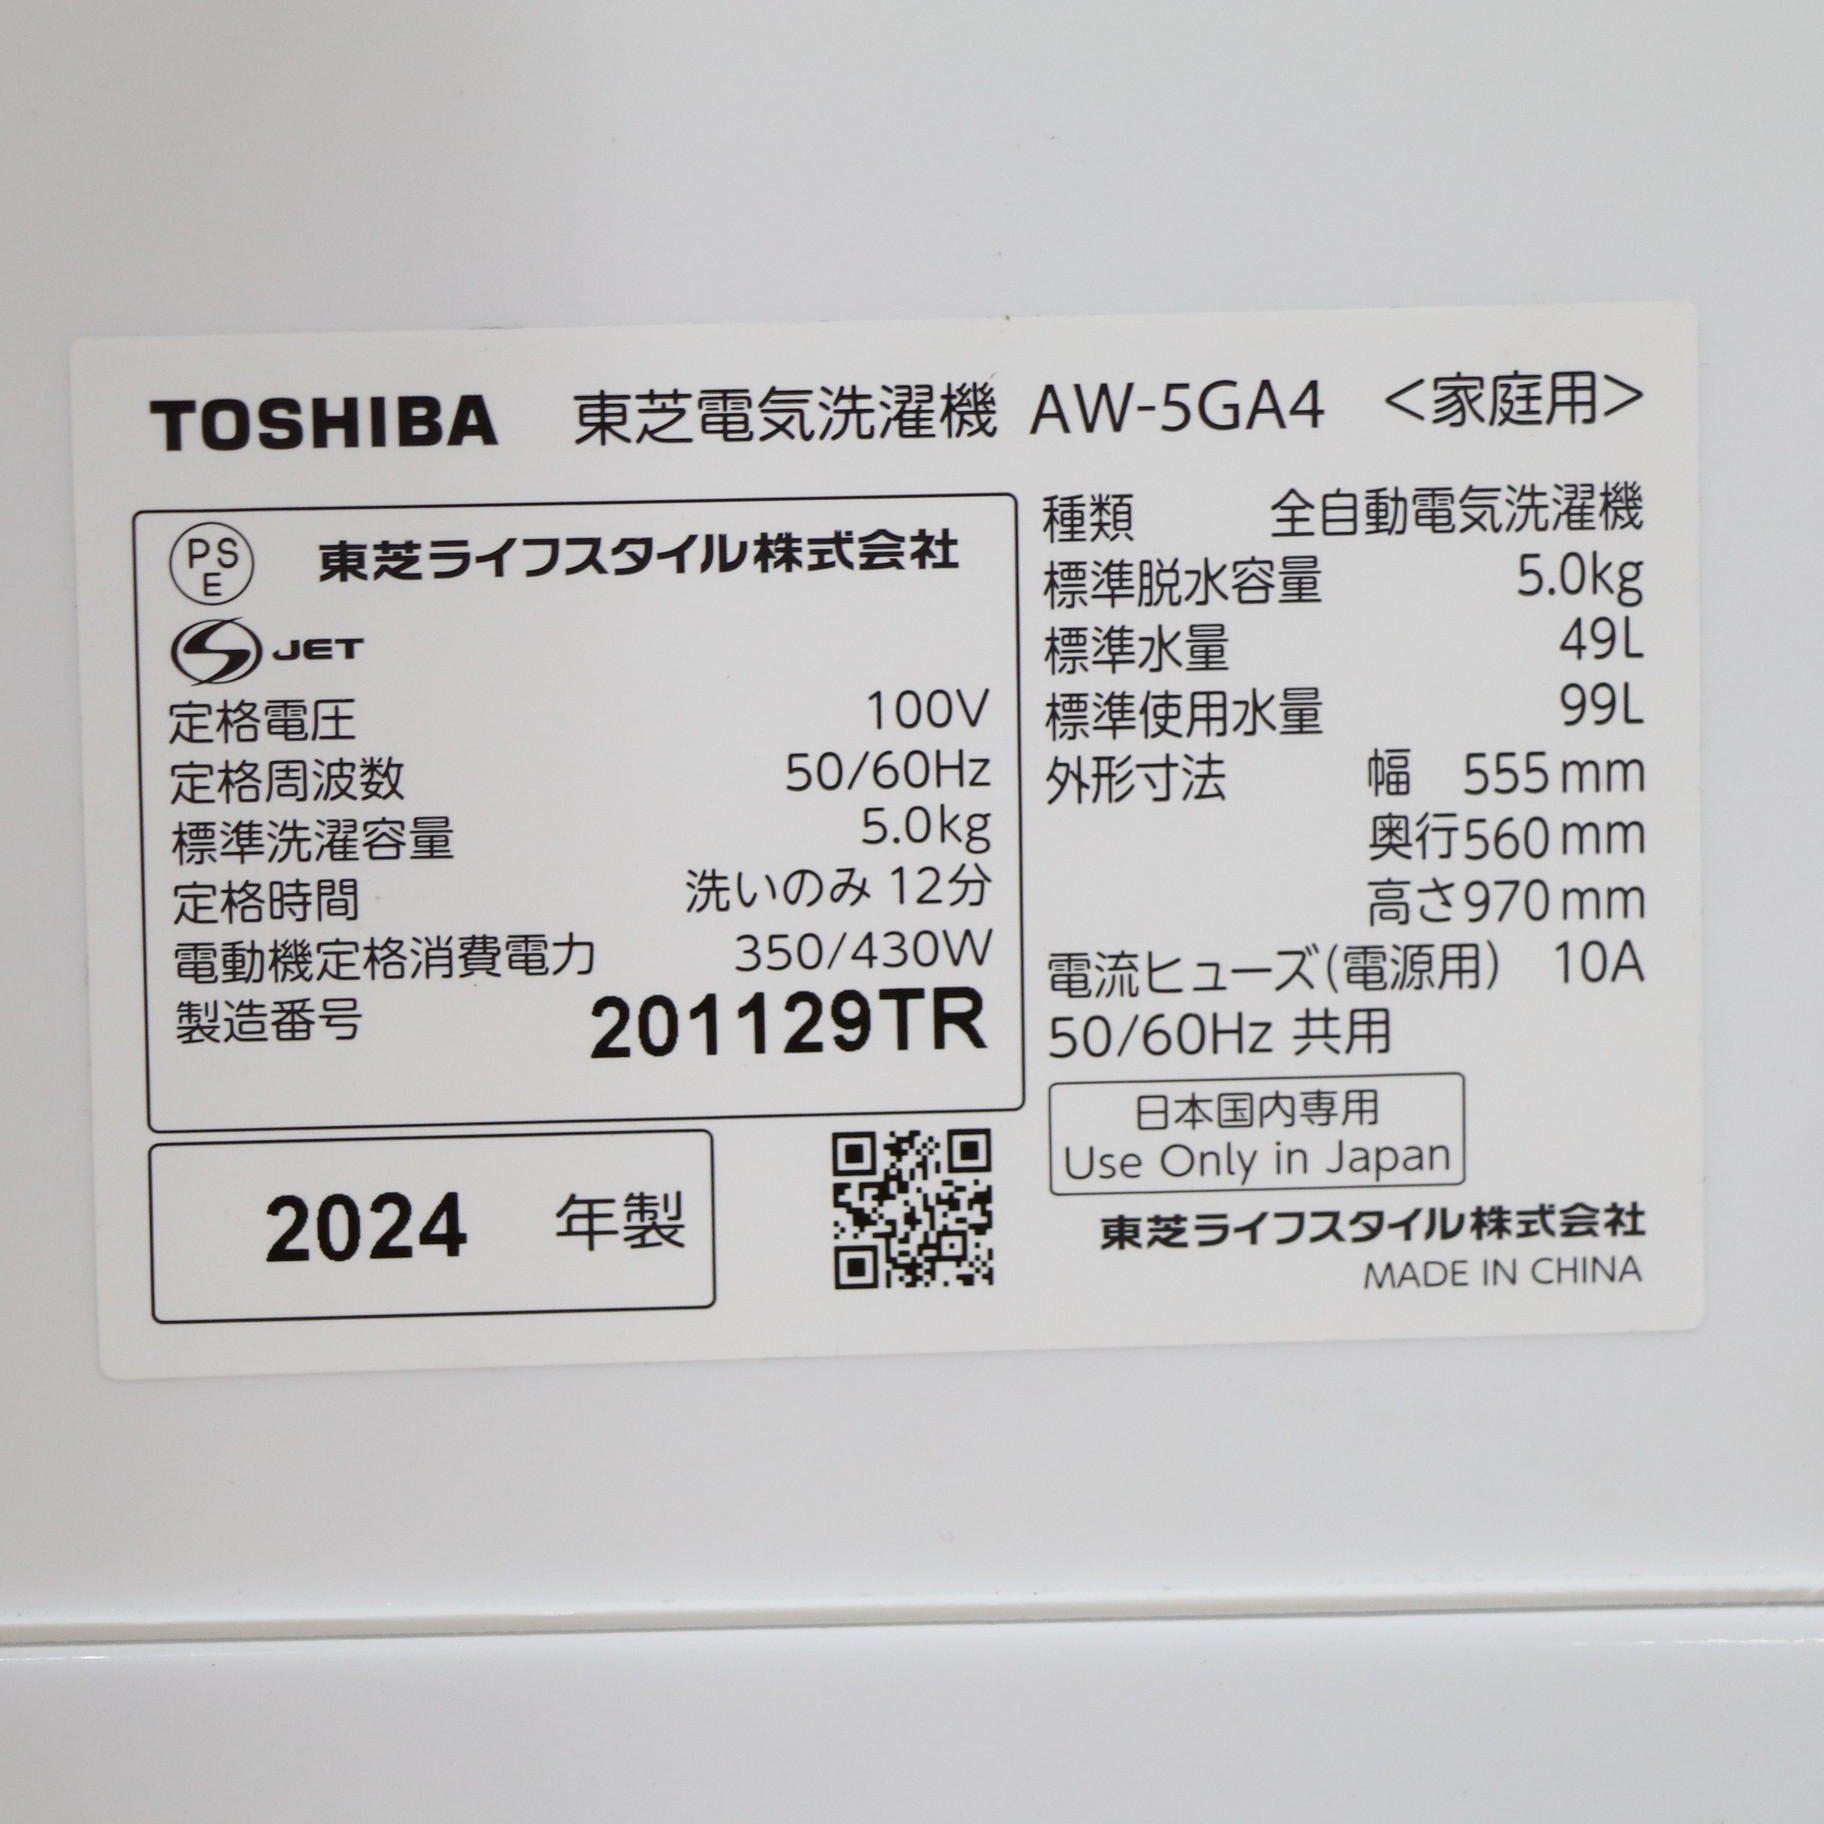 TOSHIBA 東芝電気洗濯機 AW-5GA4 <家庭用>
PSE 東芝ライフスタイル株式会社
S JET
定格電圧 100V
定格周波数 50/60Hz
標準洗濯容量 5.0kg
定格時間 洗いのみ 12分
電動機定格消費電力 350/430W
製造番号 201129TR
2024 年製
種類 全自動電気洗濯機
標準脱水容量 5.0kg
標準水量 49L
標準使用水量 99L
外形寸法 幅 555mm
奥行560mm
高さ970mm
電流ヒューズ(電源用) 10A
50/60Hz 共用
日本国内専用
Use Only in Japan
東芝ライフスタイル株式会社
MADE IN CHINA